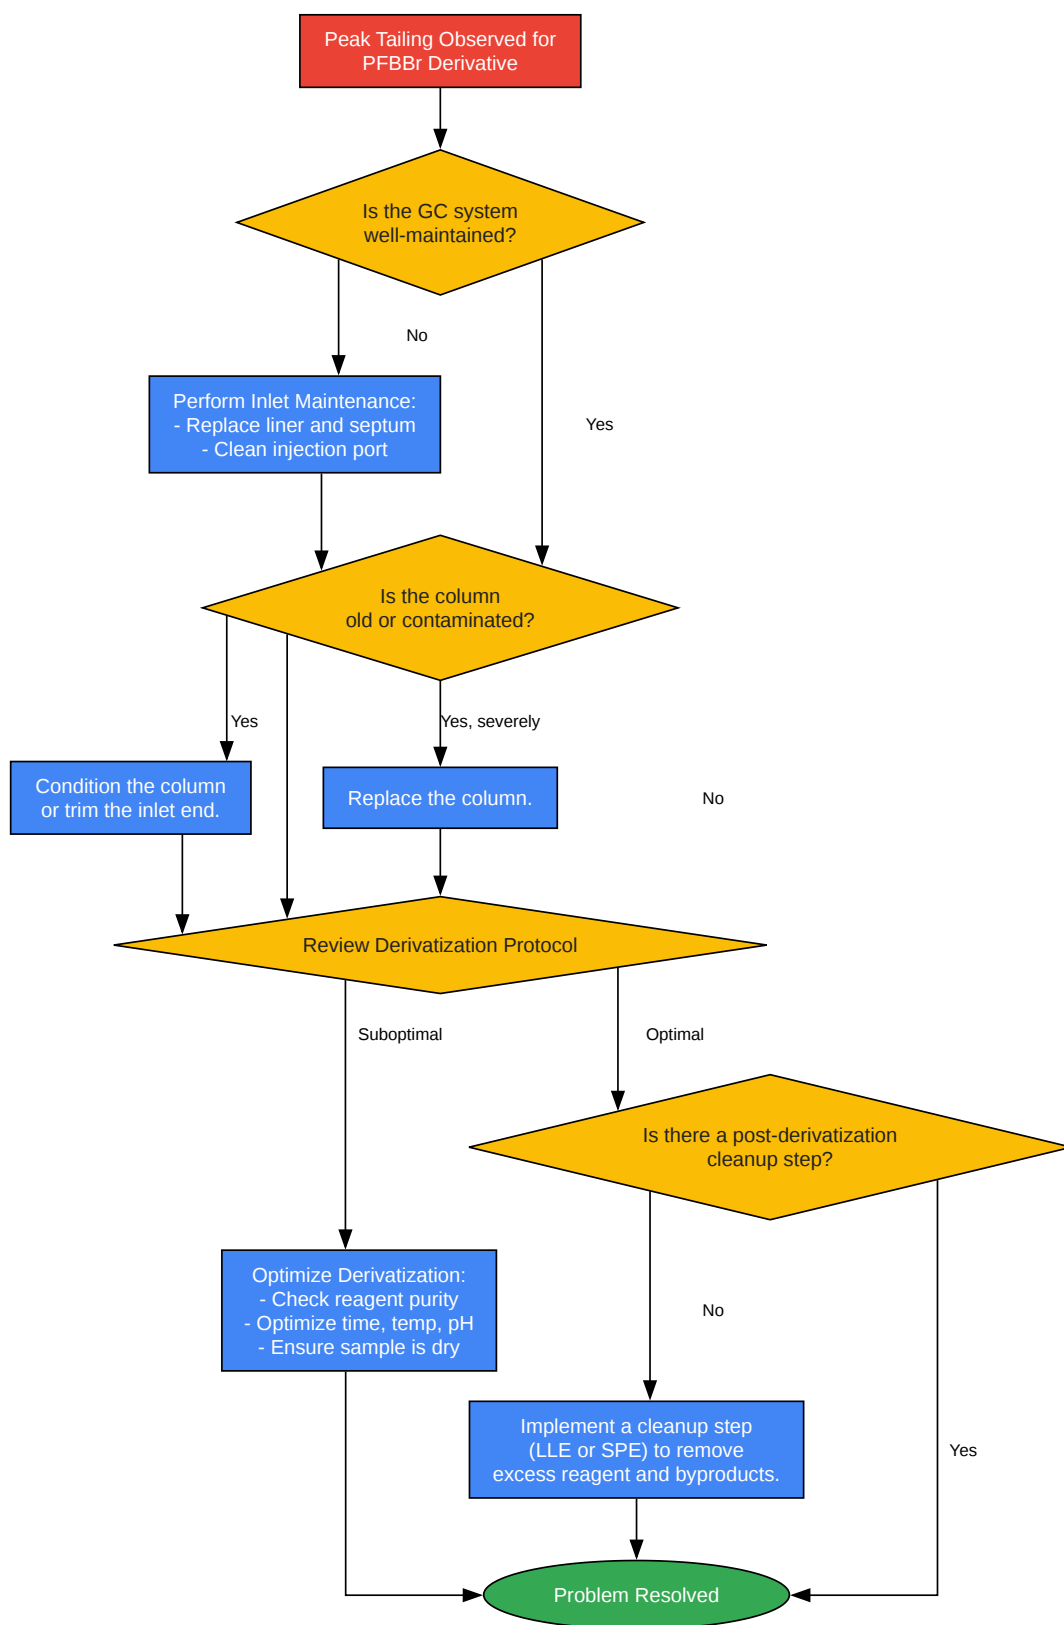 Peak Tailing Observed for
PFBBr Derivative
Is the GC system
well-maintained?
No
Perform Inlet Maintenance:
- Replace liner and septum
- Clean injection port
Yes
Is the column
old or contaminated?
Yes
Yes, severely
Condition the column
or trim the inlet end.
Replace the column.
No
Review Derivatization Protocol
Suboptimal
Optimal
Is there a post-derivatization
cleanup step?
Optimize Derivatization:
- Check reagent purity
- Optimize time, temp, pH
- Ensure sample is dry
No
Implement a cleanup step
(LLE or SPE) to remove
excess reagent and byproducts.
Yes
Problem Resolved